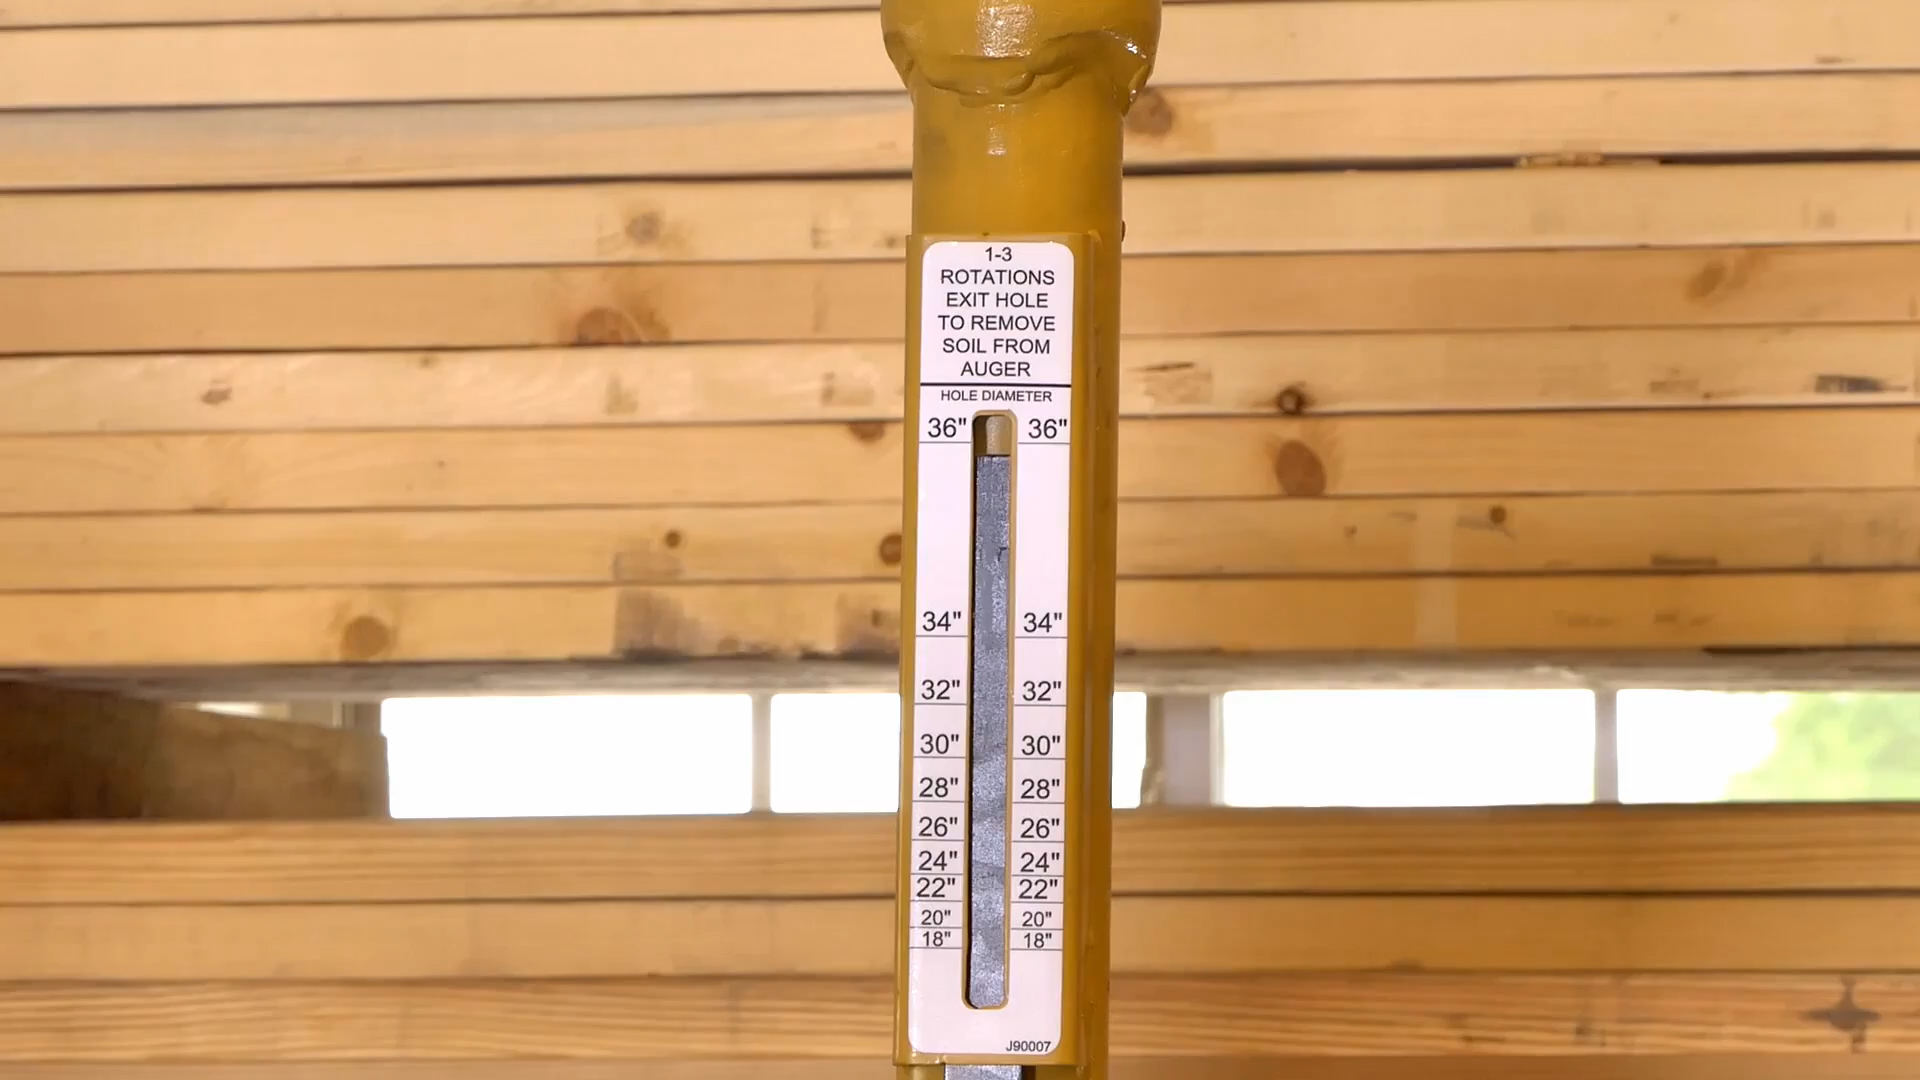 1-3
ROTATIONS
EXIT HOLE
TO REMOVE
SOIL FROM
AUGER
HOLE DIAMETER
36" 36"
34" 34"
32" 32"
30" 30"
28" 28"
26" 26"
24" 24"
22" 22"
20" 20"
18" 18"
J90007